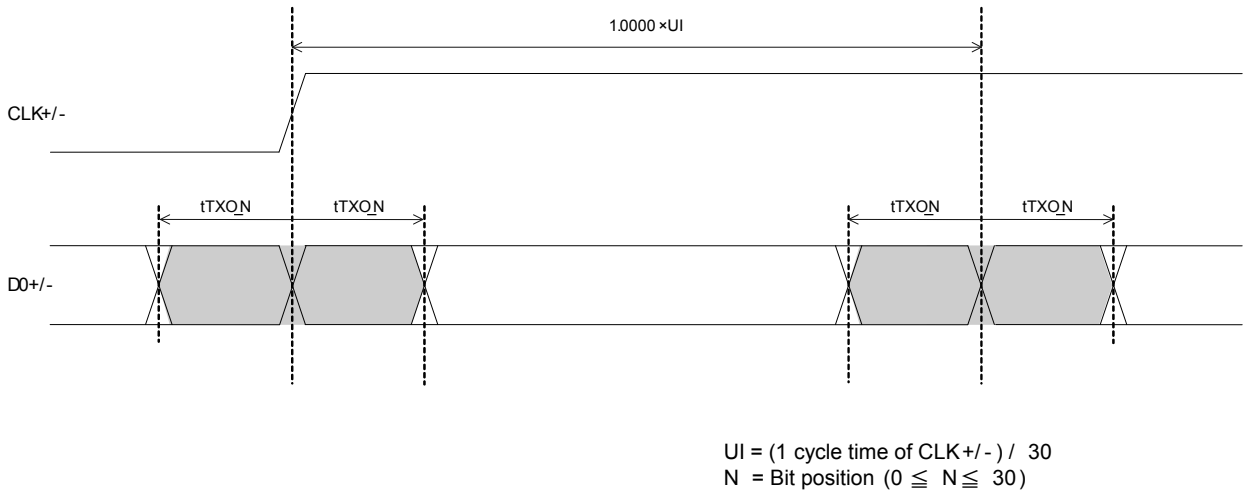 1.0000 ×UI
CLK+/-
tTXO_N tTXO_N tTXO_N tTXO_N
D0+/-
UI = (1 cycle time of CLK+/- ) / 30
N = Bit position (0 ≦ N ≦ 30)